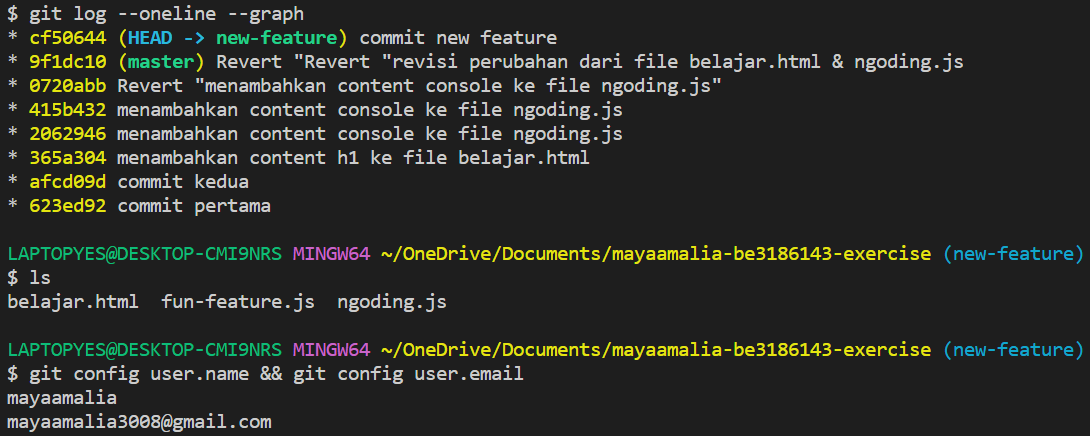 $ git log --oneline --graph
* cf50644 (HEAD -> new-feature) commit new feature
* 9f1dc10 (master) Revert "Revert "revisi perubahan dari file belajar.html & ngoding.js
* 0720abb Revert "menambahkan content console ke file ngoding.js"
* 415b432 menambahkan content console ke file ngoding.js
* 2062946 menambahkan content console ke file ngoding.js
* 365a304 menambahkan content h1 ke file belajar.html
* afcd09d commit kedua
* 623ed92 commit pertama
LAPTOPYES@DESKTOP-CMI9NRS MINGW64 ~/OneDrive/Documents/mayaamalia-be3186143-exercise (new-feature)
$ ls
belajar.html  fun-feature.js  ngoding.js
LAPTOPYES@DESKTOP-CMI9NRS MINGW64 ~/OneDrive/Documents/mayaamalia-be3186143-exercise (new-feature)
$ git config user.name && git config user.email
mayaamalia
mayaamalia3008@gmail.com